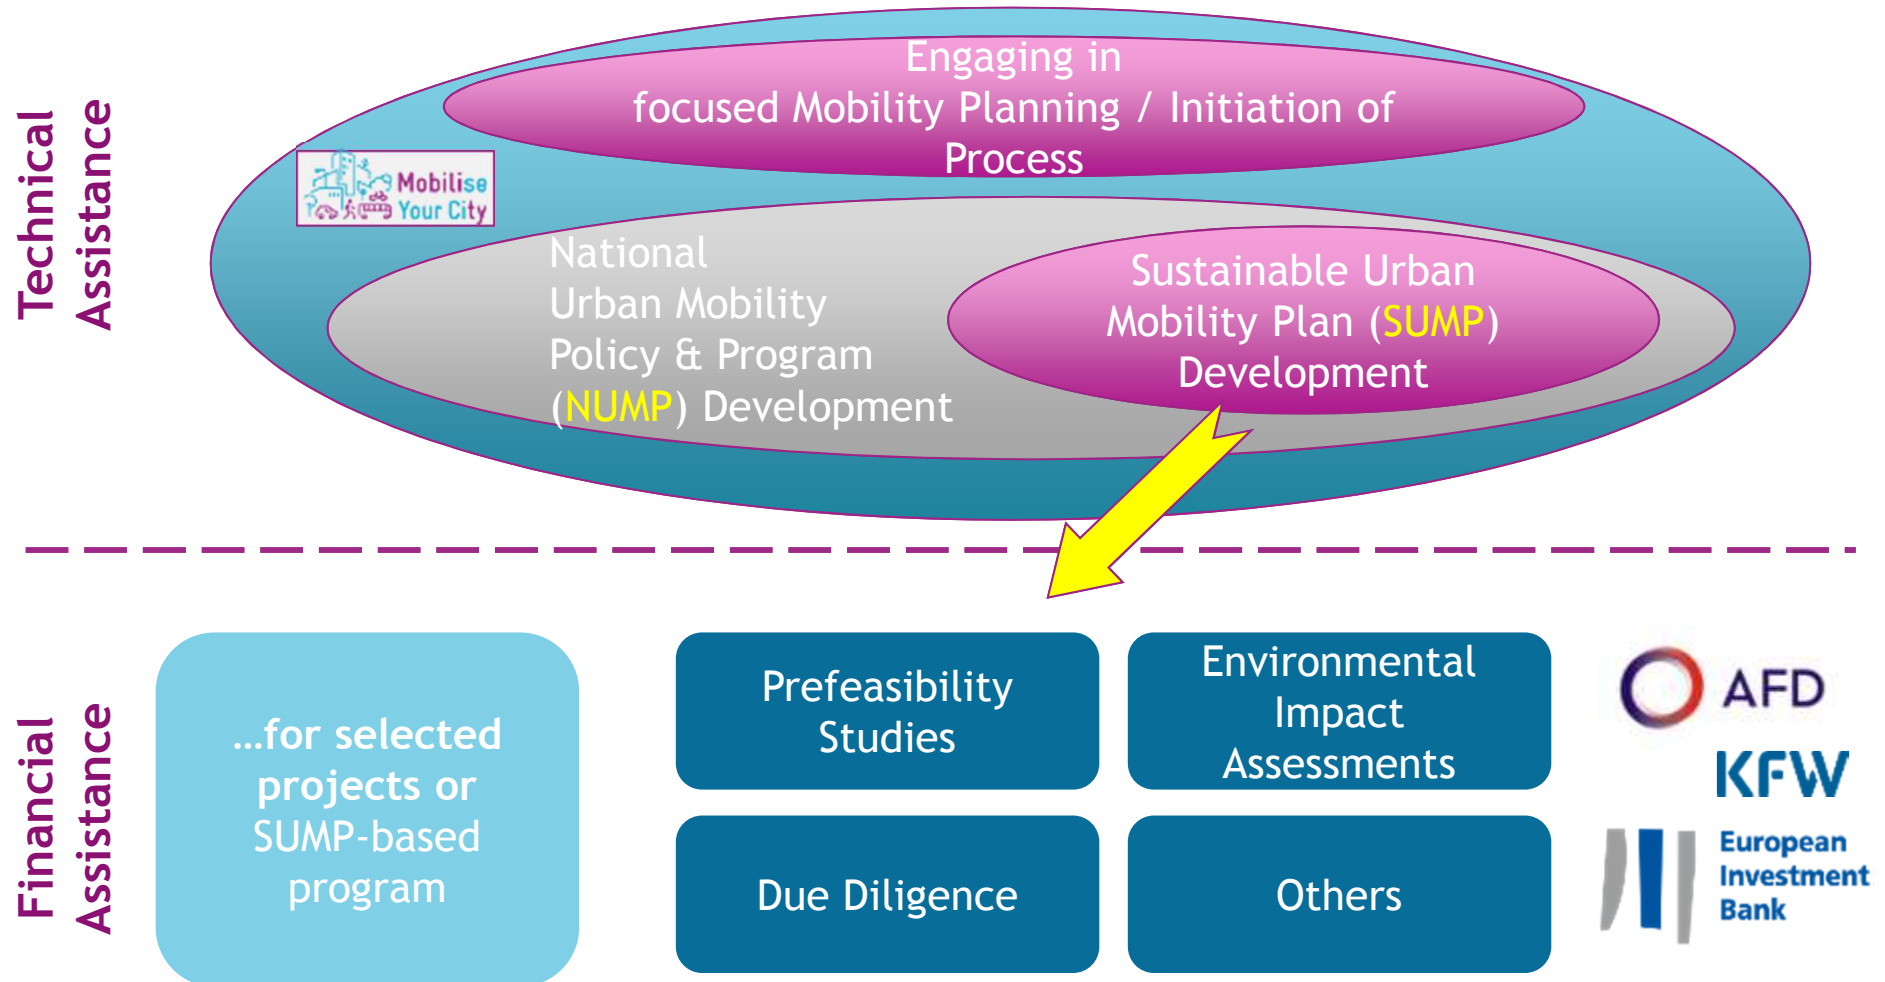 Technical
Assistance
Engaging in
focused Mobility Planning / Initiation of
Process
Mobilise
Your City
National
Urban Mobility
Policy & Program
(NUMP) Development
Sustainable Urban
Mobility Plan (SUMP)
Development
Financial
Assistance
…for selected
projects or
SUMP-based
program
Prefeasibility
Studies
Environmental
Impact
Assessments
Due Diligence
Others
AFD
KFW
European
Investment
Bank